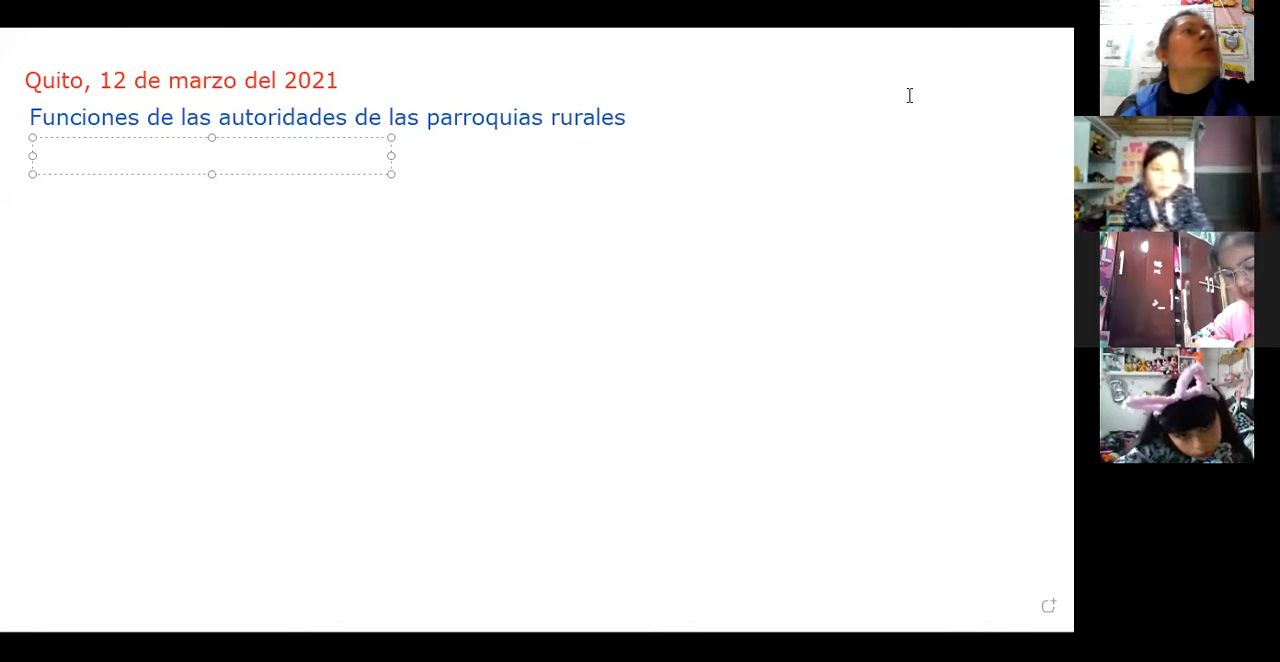 Quito, 12 de marzo del 2021
Funciones de las autoridades de las parroquias rurales